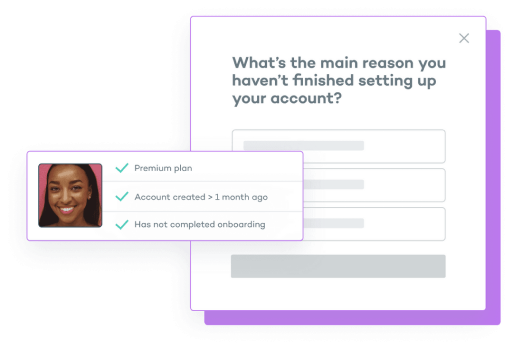 What's the main reason you
haven't finished setting up
your account?
Premium plan
Account created > 1 month ago
Has not completed onboarding